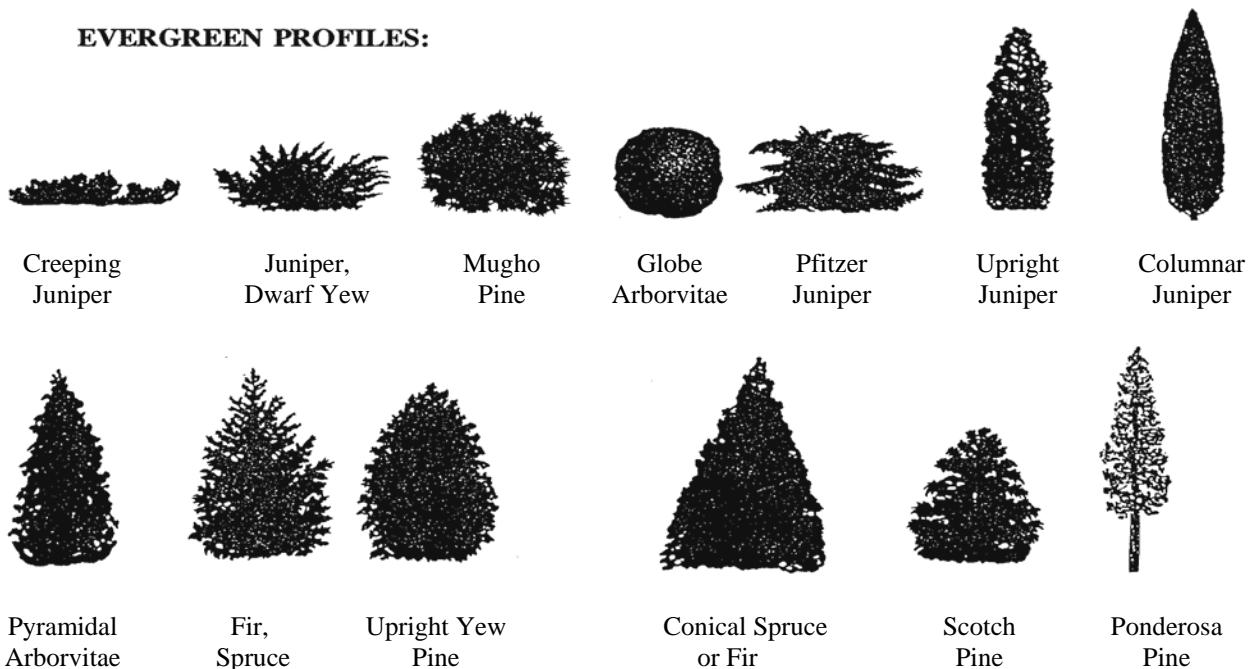 EVERGREEN PROFILES:
Creeping Juniper
Juniper, Dwarf Yew
Mugho Pine
Globe Arborvitae
Pfitzer Juniper
Upright Juniper
Columnar Juniper
Pyramidal Arborvitae
Fir, Spruce
Upright Yew Pine
Conical Spruce or Fir
Scotch Pine
Ponderosa Pine